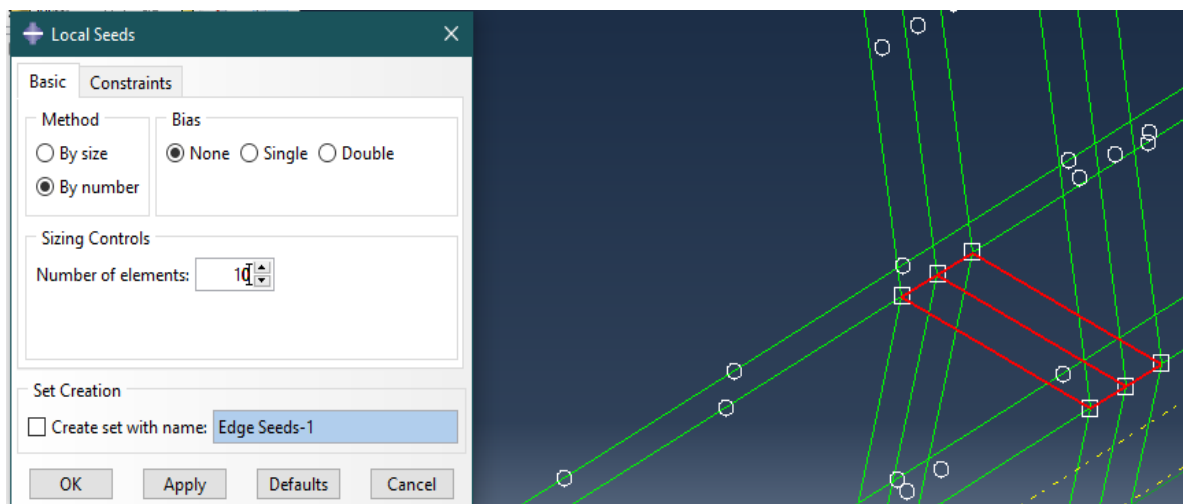 Local Seeds
Basic Constraints
Method Bias
By size None Single Double
By number
Sizing Controls
Number of elements: 10
Set Creation
Create set with name: Edge Seeds-1
OK Apply Defaults Cancel